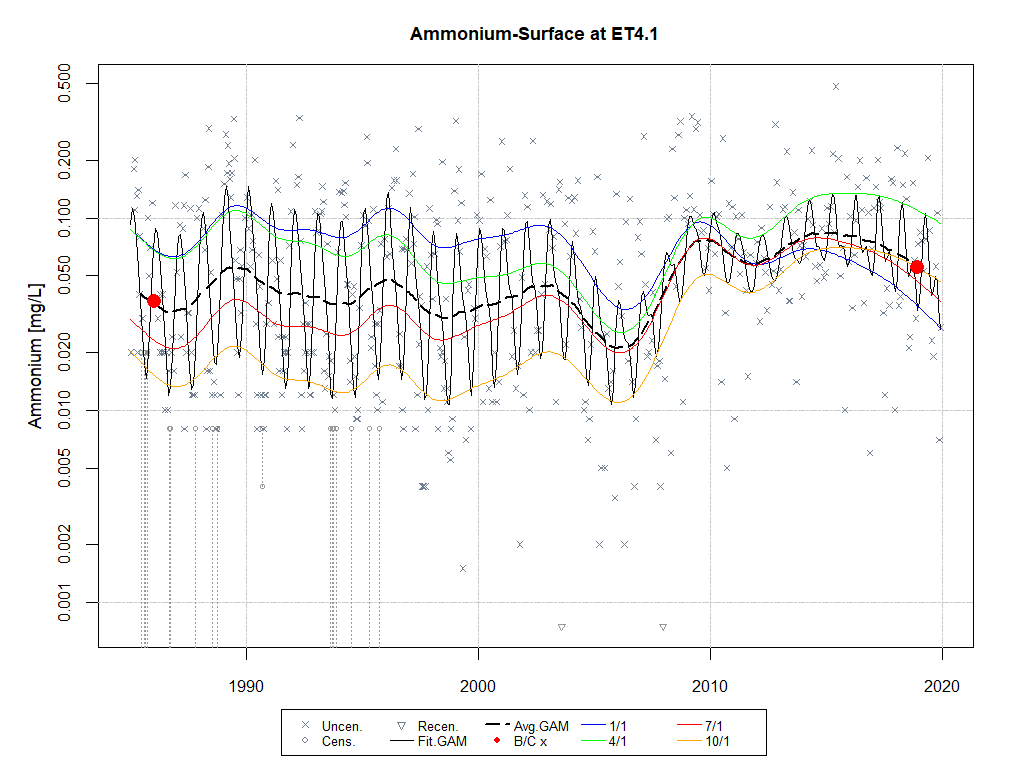 Ammonium-Surface at ET4.1
Ammonium [mg/L]
0.500
0.200
0.100
0.050
0.020
0.010
0.005
0.002
0.001
1990 2000 2010 2020
Uncen. Recen. Avg.GAM 1/1 7/1
Cens. Fit.GAM B/C x 4/1 10/1